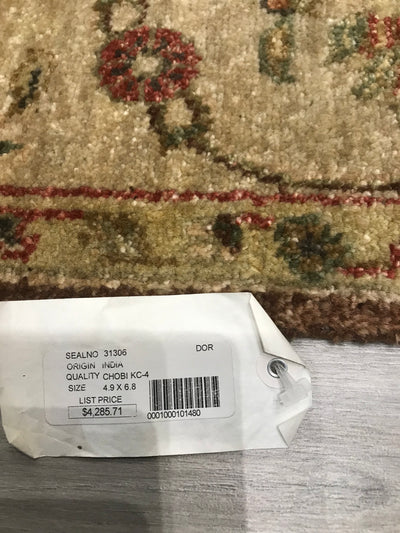 SEALNO 31306 DOR
ORIGIN INDIA
QUALITY CHOBI KC-4
SIZE 4.9 X 6.8
LIST PRICE
$4,285.71
0001000101480